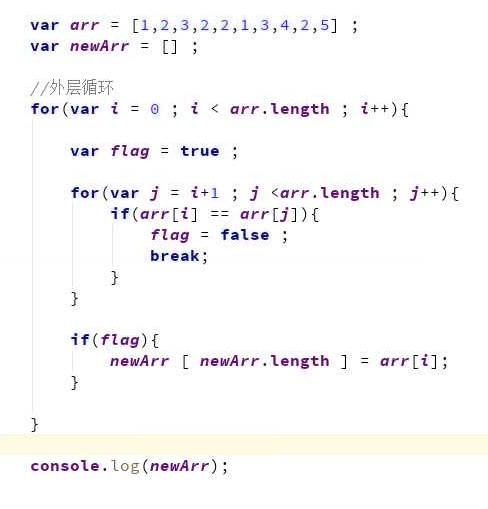 var arr = [1,2,3,2,2,1,3,4,2,5] ;
var newArr = [] ;
//外层循环
for(var i = 0 ; i < arr.length ; i++){
var flag = true ;
for(var j = i+1 ; j <arr.length ; j++){
if(arr[i] == arr[j]){
flag = false ;
break;
}
}
if(flag){
newArr [ newArr.length ] = arr[i];
}
}
console.log(newArr);